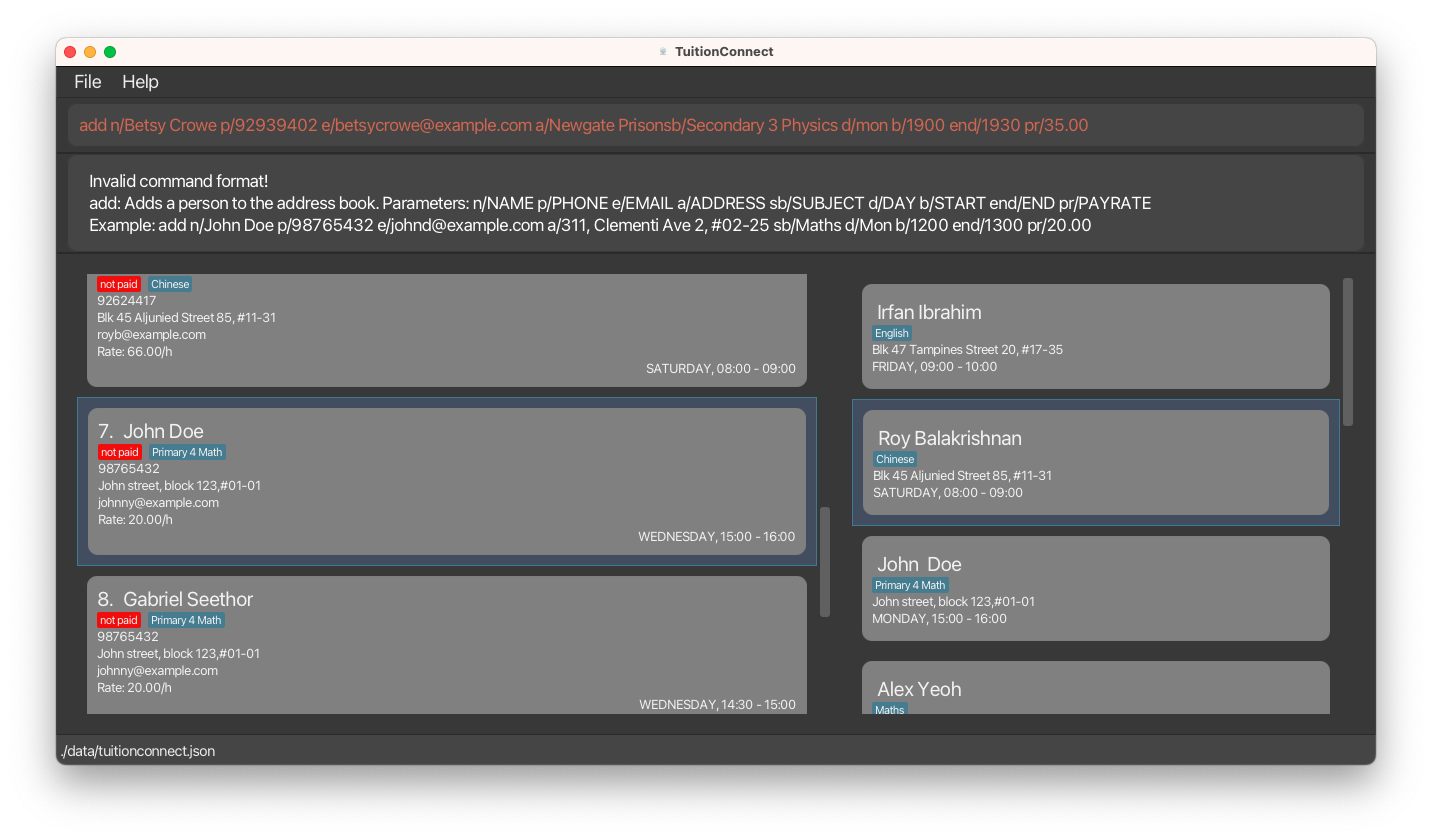 TuitionConnect
File Help
add n/Betsy Crowe p/92939402 e/betsycrowe@example.com a/Newgate Prisonsb/Secondary 3 Physics d/mon b/1900 end/1930 pr/35.00
Invalid command format!
add: Adds a person to the address book. Parameters: n/NAME p/PHONE e/EMAIL a/ADDRESS sb/SUBJECT d/DAY b/START end/END pr/PAYRATE
Example: add n/John Doe p/98765432 e/johnd@example.com a/311, Clementi Ave 2, #02-25 sb/Maths d/Mon b/1200 end/1300 pr/20.00
not paid Chinese
92624417
Blk 45 Aljunied Street 85, #11-31
royb@example.com
Rate: 66.00/h
SATURDAY, 08:00 - 09:00
7. John Doe
not paid Primary 4 Math
98765432
John street, block 123,#01-01
johnny@example.com
Rate: 20.00/h
WEDNESDAY, 15:00 - 16:00
8. Gabriel Seethor
not paid Primary 4 Math
98765432
John street, block 123,#01-01
johnny@example.com
Rate: 20.00/h
WEDNESDAY, 14:30 - 15:00
Irfan Ibrahim
English
Blk 47 Tampines Street 20, #17-35
FRIDAY, 09:00 - 10:00
Roy Balakrishnan
Chinese
Blk 45 Aljunied Street 85, #11-31
SATURDAY, 08:00 - 09:00
John Doe
Primary 4 Math
John street, block 123,#01-01
MONDAY, 15:00 - 16:00
Alex Yeoh
Maths
./data/tuitionconnect.json